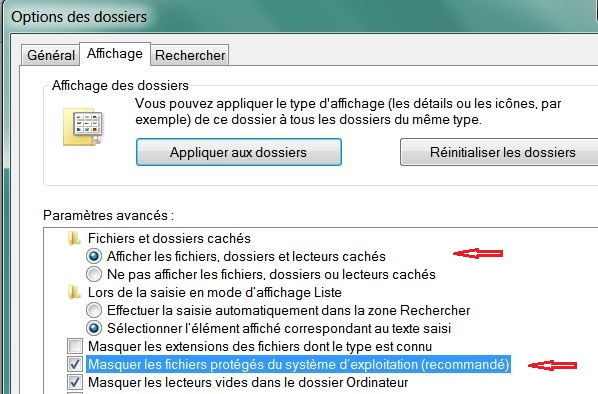 Options des dossiers
Général
Affichage
Rechercher
Affichage des dossiers
Vous pouvez appliquer le type d'affichage (les détails ou les icônes, par
exemple) de ce dossier à tous les dossiers du même type.
Appliquer aux dossiers
Réinitialiser les dossiers
Paramètres avancés :
Fichiers et dossiers cachés
Afficher les fichiers, dossiers et lecteurs cachés
Ne pas afficher les fichiers, dossiers ou lecteurs cachés
Lors de la saisie en mode d'affichage Liste
Effectuer la saisie automatiquement dans la zone Rechercher
Sélectionner l'élément affiché correspondant au texte saisi
Masquer les extensions des fichiers dont le type est connu
Masquer les fichiers protégés du système d'exploitation (recommandé)
Masquer les lecteurs vides dans le dossier Ordinateur